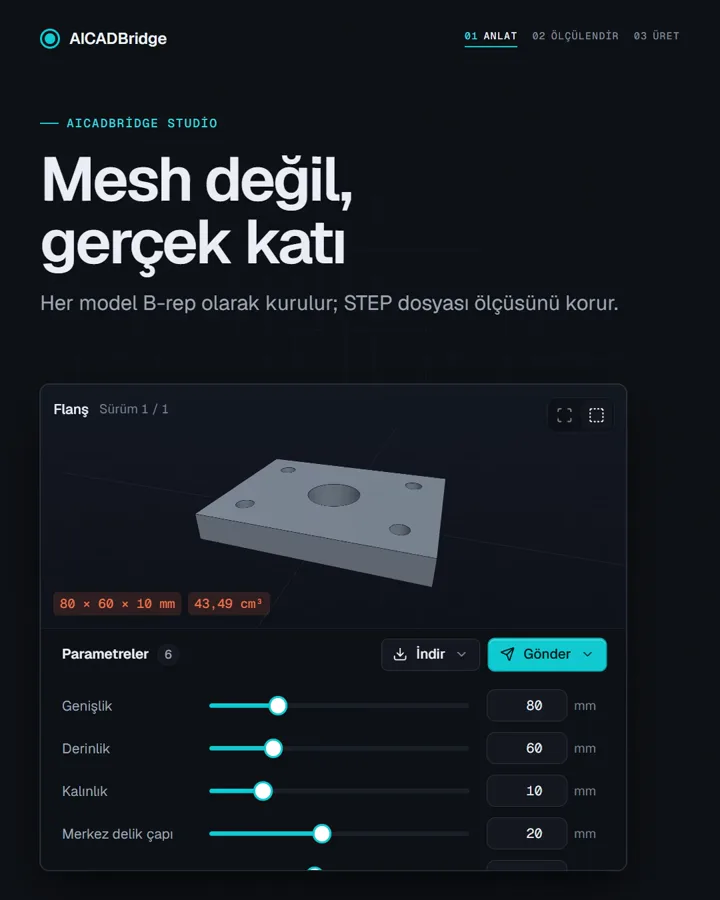 AICADBridge
01 ANLAT 02 ÖLÇÜLENDİR 03 ÜRET
AICADBRİDGE STUDİO
Mesh değil,
gerçek katı
Her model B-rep olarak kurulur; STEP dosyası ölçüsünü korur.
Flanş Sürüm 1 / 1
80 × 60 × 10 mm 43,49 cm³
Parametreler 6 İndir Gönder
Genişlik 80 mm
Derinlik 60 mm
Kalınlık 10 mm
Merkez delik çapı 20 mm